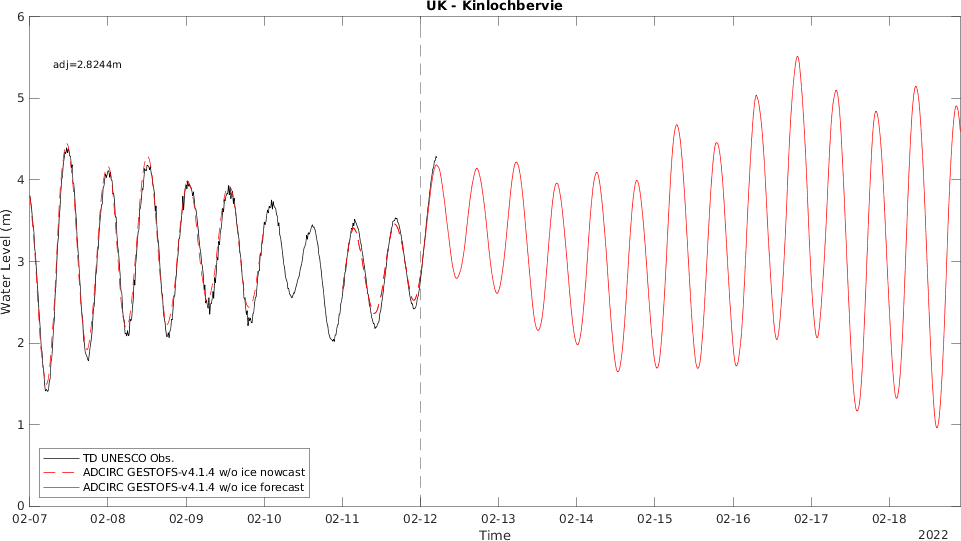 UK - Kinlochbervie
adj=2.8244m
6
5
4
3
2
1
0
Water Level (m)
TD UNESCO Obs.
ADCIRC GESTOFS-v4.1.4 w/o ice nowcast
ADCIRC GESTOFS-v4.1.4 w/o ice forecast
02-07 02-08 02-09 02-10 02-11 02-12 02-13 02-14 02-15 02-16 02-17 02-18
Time
2022